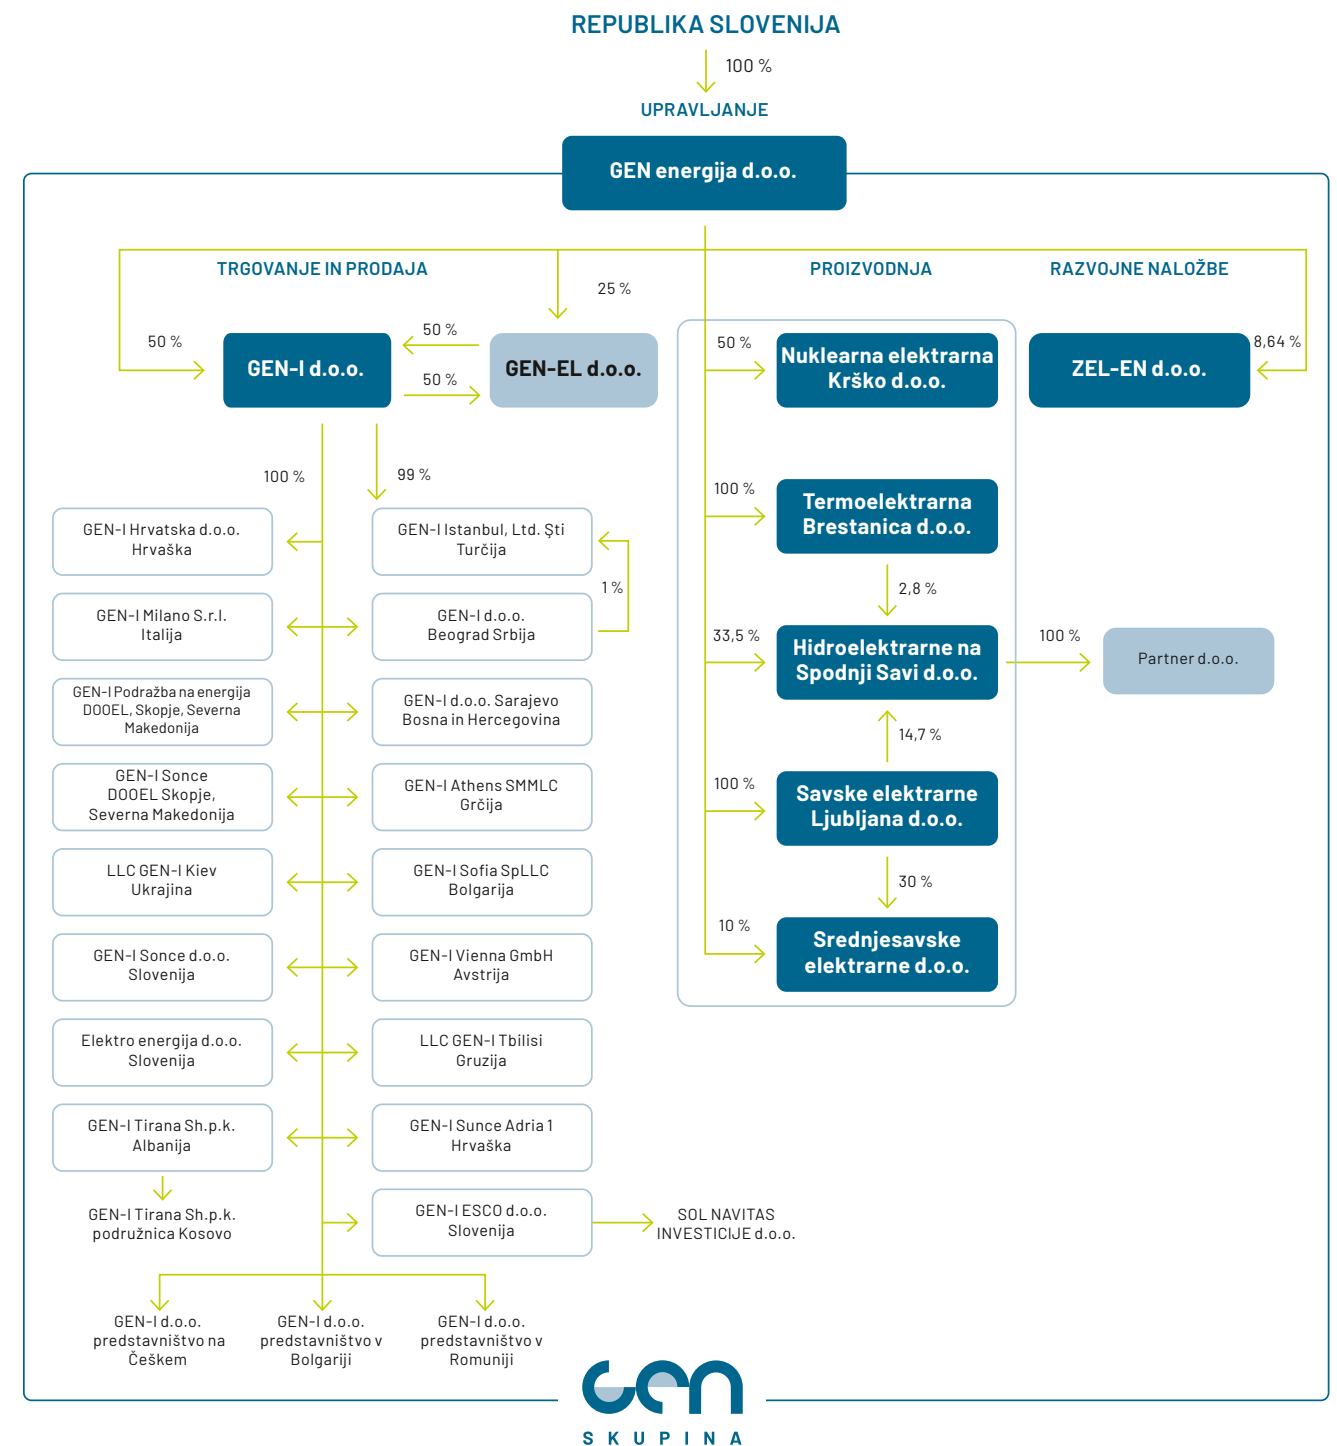 REPUBLIKA SLOVENIJA
100 %
UPRAVLJANJE
GEN energija d.o.o.
TRGOVANJE IN PRODAJA
PROIZVODNJA
RAZVOJNE NALOŽBE
25 %
50 %
GEN-I d.o.o.
50 %
50 %
GEN-EL d.o.o.
50 %
Nuklearna elektrarna
Krško d.o.o.
ZEL-EN d.o.o.
8,64 %
100 %
99 %
GEN-I Hrvatska d.o.o.
Hrvaška
GEN-I Istanbul, Ltd. Şti
Turčija
1 %
GEN-I Milano S.r.l.
Italija
GEN-I d.o.o.
Beograd Srbija
GEN-I Podražba na energija
DOOEL, Skopje, Severna
Makedonija
GEN-I d.o.o. Sarajevo
Bosna in Hercegovina
GEN-I Sonce
DOOEL Skopje,
Severna Makedonija
GEN-I Athens SMMLC
Grčija
LLC GEN-I Kiev
Ukrajina
GEN-I Sofia SpLLC
Bolgarija
GEN-I Sonce d.o.o.
Slovenija
GEN-I Vienna GmbH
Avstrija
Elektro energija d.o.o.
Slovenija
LLC GEN-I Tbilisi
Gruzija
GEN-I Tirana Sh.p.k.
Albanija
GEN-I Sunce Adria 1
Hrvaška
GEN-I Tirana Sh.p.k.
podružnica Kosovo
GEN-I ESCO d.o.o.
Slovenija
SOL NAVITAS
INVESTICIJE d.o.o.
GEN-I d.o.o.
predstavništvo na
Češkem
GEN-I d.o.o.
predstavništvo v
Bolgariji
GEN-I d.o.o.
predstavništvo v
Romuniji
100 %
Termoelektrarna
Brestanica d.o.o.
2,8 %
33,5 %
Hidroelektrarne na
Spodnji Savi d.o.o.
100 %
Partner d.o.o.
14,7 %
100 %
Savske elektrarne
Ljubljana d.o.o.
30 %
10 %
Srednjesavske
elektrarne d.o.o.
gen
SKUPINA